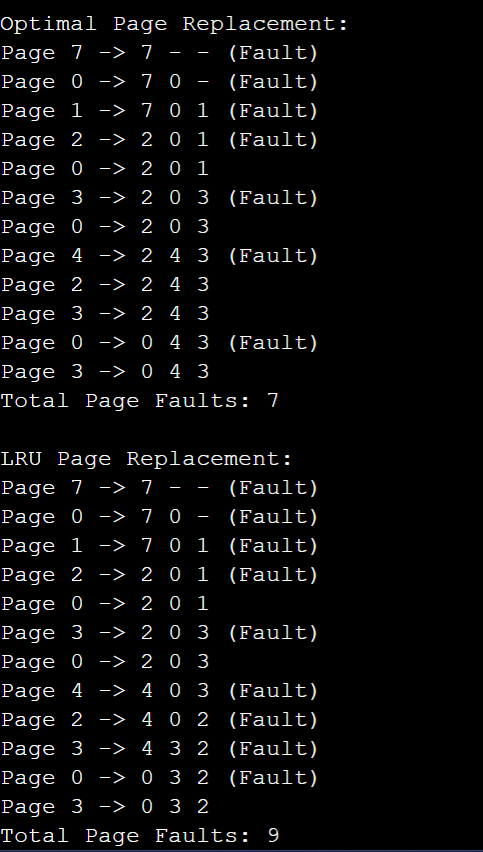 Optimal Page Replacement:
Page 7 -> 7 - - (Fault)
Page 0 -> 7 0 - (Fault)
Page 1 -> 7 0 1 (Fault)
Page 2 -> 2 0 1 (Fault)
Page 0 -> 2 0 1
Page 3 -> 2 0 3 (Fault)
Page 0 -> 2 0 3
Page 4 -> 2 4 3 (Fault)
Page 2 -> 2 4 3
Page 3 -> 2 4 3
Page 0 -> 0 4 3 (Fault)
Page 3 -> 0 4 3
Total Page Faults: 7

LRU Page Replacement:
Page 7 -> 7 - - (Fault)
Page 0 -> 7 0 - (Fault)
Page 1 -> 7 0 1 (Fault)
Page 2 -> 2 0 1 (Fault)
Page 0 -> 2 0 1
Page 3 -> 2 0 3 (Fault)
Page 0 -> 2 0 3
Page 4 -> 4 0 3 (Fault)
Page 2 -> 4 0 2 (Fault)
Page 3 -> 4 3 2 (Fault)
Page 0 -> 0 3 2 (Fault)
Page 3 -> 0 3 2
Total Page Faults: 9